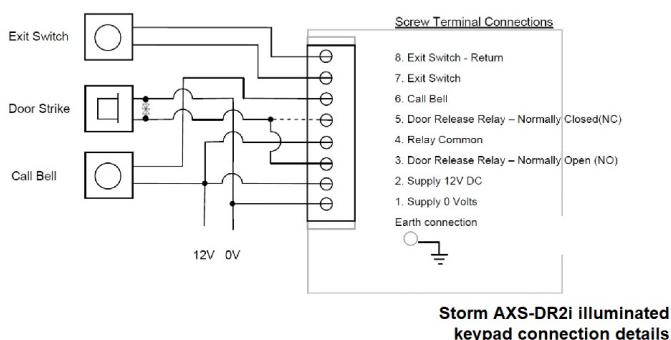 Screw Terminal Connections
Exit Switch
8. Exit Switch - Return
7. Exit Switch
6. Call Bell
Door Strike
5. Door Release Relay – Normally Closed(NC)
4. Relay Common
3. Door Release Relay – Normally Open (NO)
Call Bell
2. Supply 12V DC
1. Supply 0 Volts
Earth connection
12V 0V
Storm AXS-DR2i illuminated
keypad connection details